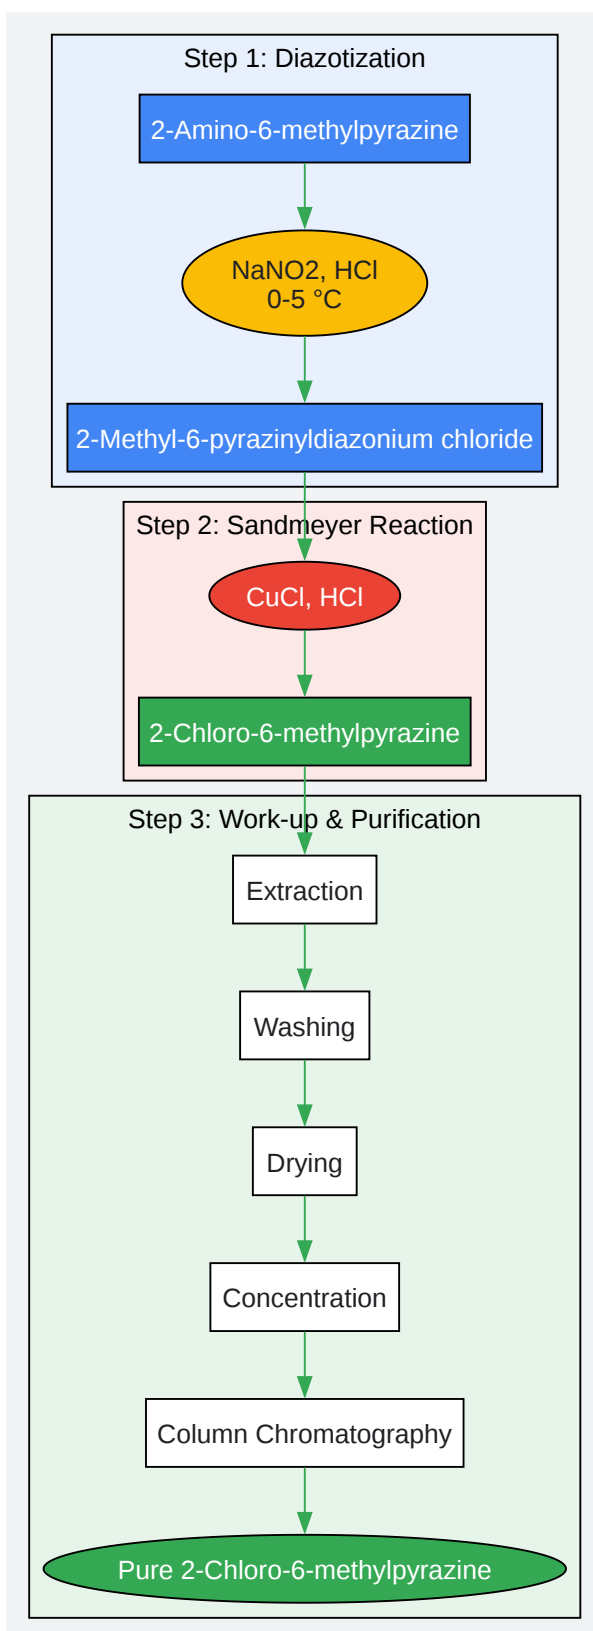 Step 1: Diazotization
2-Amino-6-methylpyrazine
NaNO2, HCl
0-5 °C
2-Methyl-6-pyrazinyldiazonium chloride
Step 2: Sandmeyer Reaction
CuCl, HCl
2-Chloro-6-methylpyrazine
Step 3: Work-up & Purification
Extraction
Washing
Drying
Concentration
Column Chromatography
Pure 2-Chloro-6-methylpyrazine